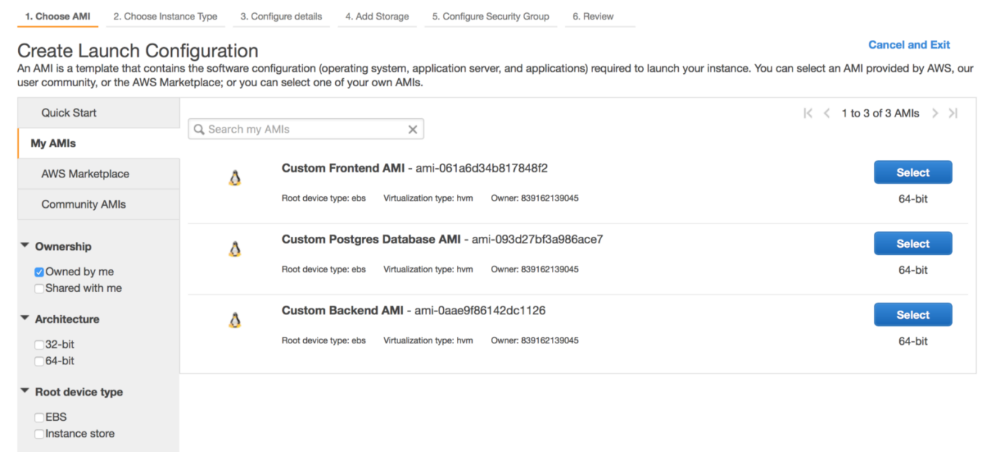 1. Choose AMI 2. Choose Instance Type 3. Configure details 4. Add Storage 5. Configure Security Group 6. Review
Create Launch Configuration
Cancel and Exit
An AMI is a template that contains the software configuration (operating system, application server, and applications) required to launch your instance. You can select an AMI provided by AWS, our
user community, or the AWS Marketplace; or you can select one of your own AMIs.
Quick Start
My AMIs
AWS Marketplace
Community AMIs
Ownership
Owned by me
Shared with me
Architecture
32-bit
64-bit
Root device type
EBS
Instance store
1 to 3 of 3 AMIs
Search my AMIs
Custom Frontend AMI - ami-061a6d34b817848f2
Select
Root device type: ebs Virtualization type: hvm Owner: 839162139045
64-bit
Custom Postgres Database AMI - ami-093d27bf3a986ace7
Select
Root device type: ebs Virtualization type: hvm Owner: 839162139045
64-bit
Custom Backend AMI - ami-0aae9f86142dc1126
Select
Root device type: ebs Virtualization type: hvm Owner: 839162139045
64-bit